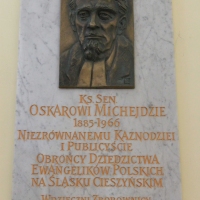 Ks. Sen.
Oskarowi Michejdzie
1885-1966
Niezrównanemu Kaznodziei
i Publicyście
Obrońcy Dziedzictwa
Ewangelików Polskich
na Śląsku Cieszyńskim